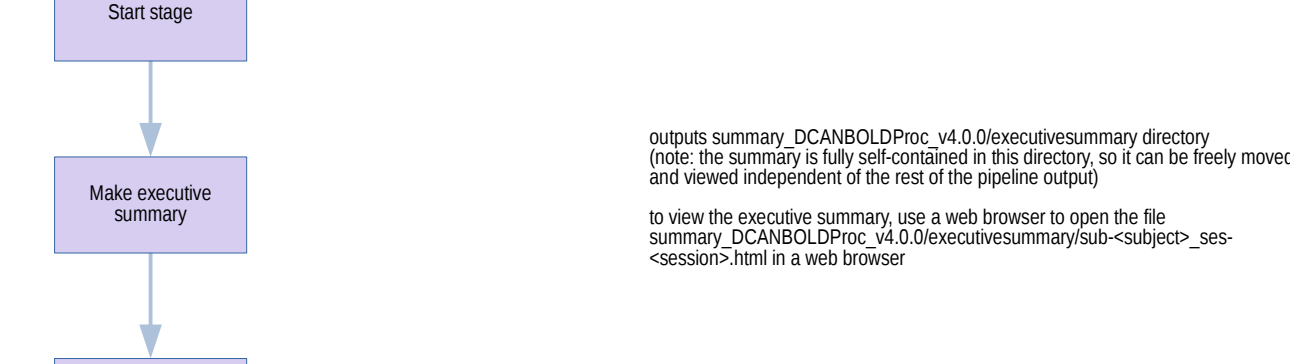 Start stage
Make executive
summary
outputs summary_DCANBOLDProc_v4.0.0/executivesummary directory
(note: the summary is fully self-contained in this directory, so it can be freely moved
and viewed independent of the rest of the pipeline output)
to view the executive summary, use a web browser to open the file
summary_DCANBOLDProc_v4.0.0/executivesummary/sub-<subject>_ses-
<session>.html in a web browser